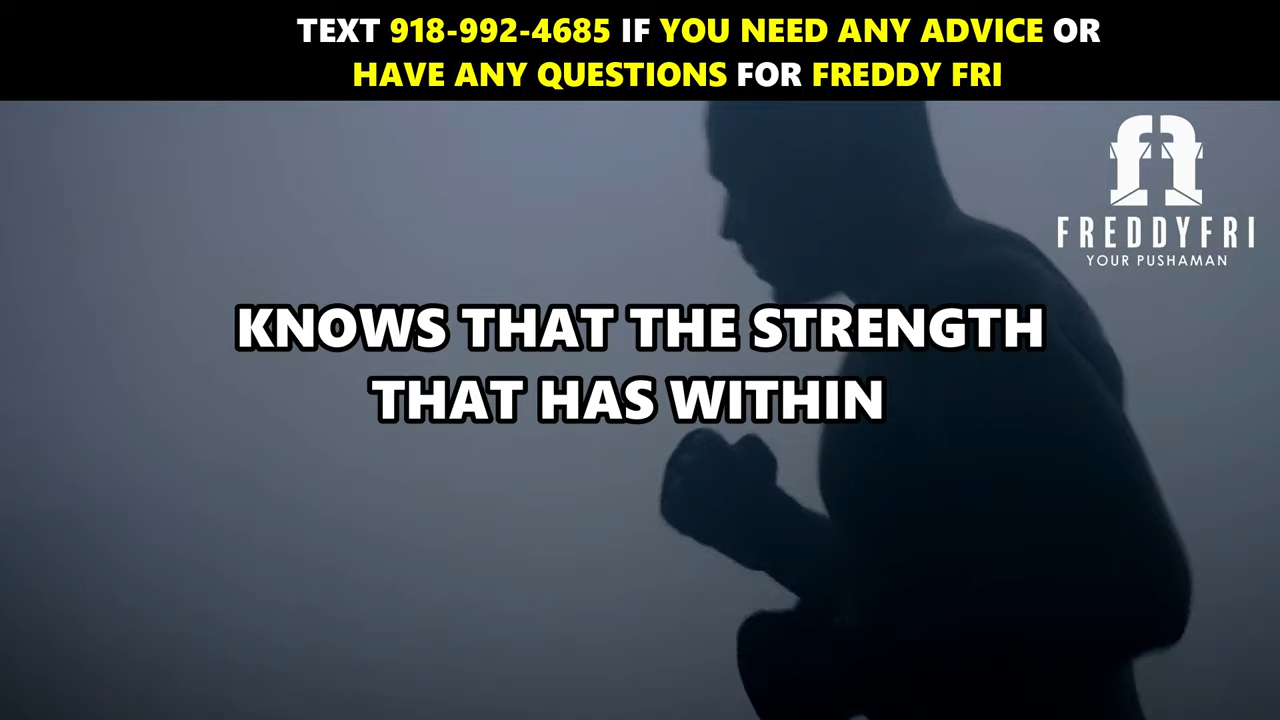 TEXT 918-992-4685 IF YOU NEED ANY ADVICE OR
HAVE ANY QUESTIONS FOR FREDDY FRI
ff
FREDDYFRI
YOUR PUSHAMAN
KNOWS THAT THE STRENGTH
THAT HAS WITHIN